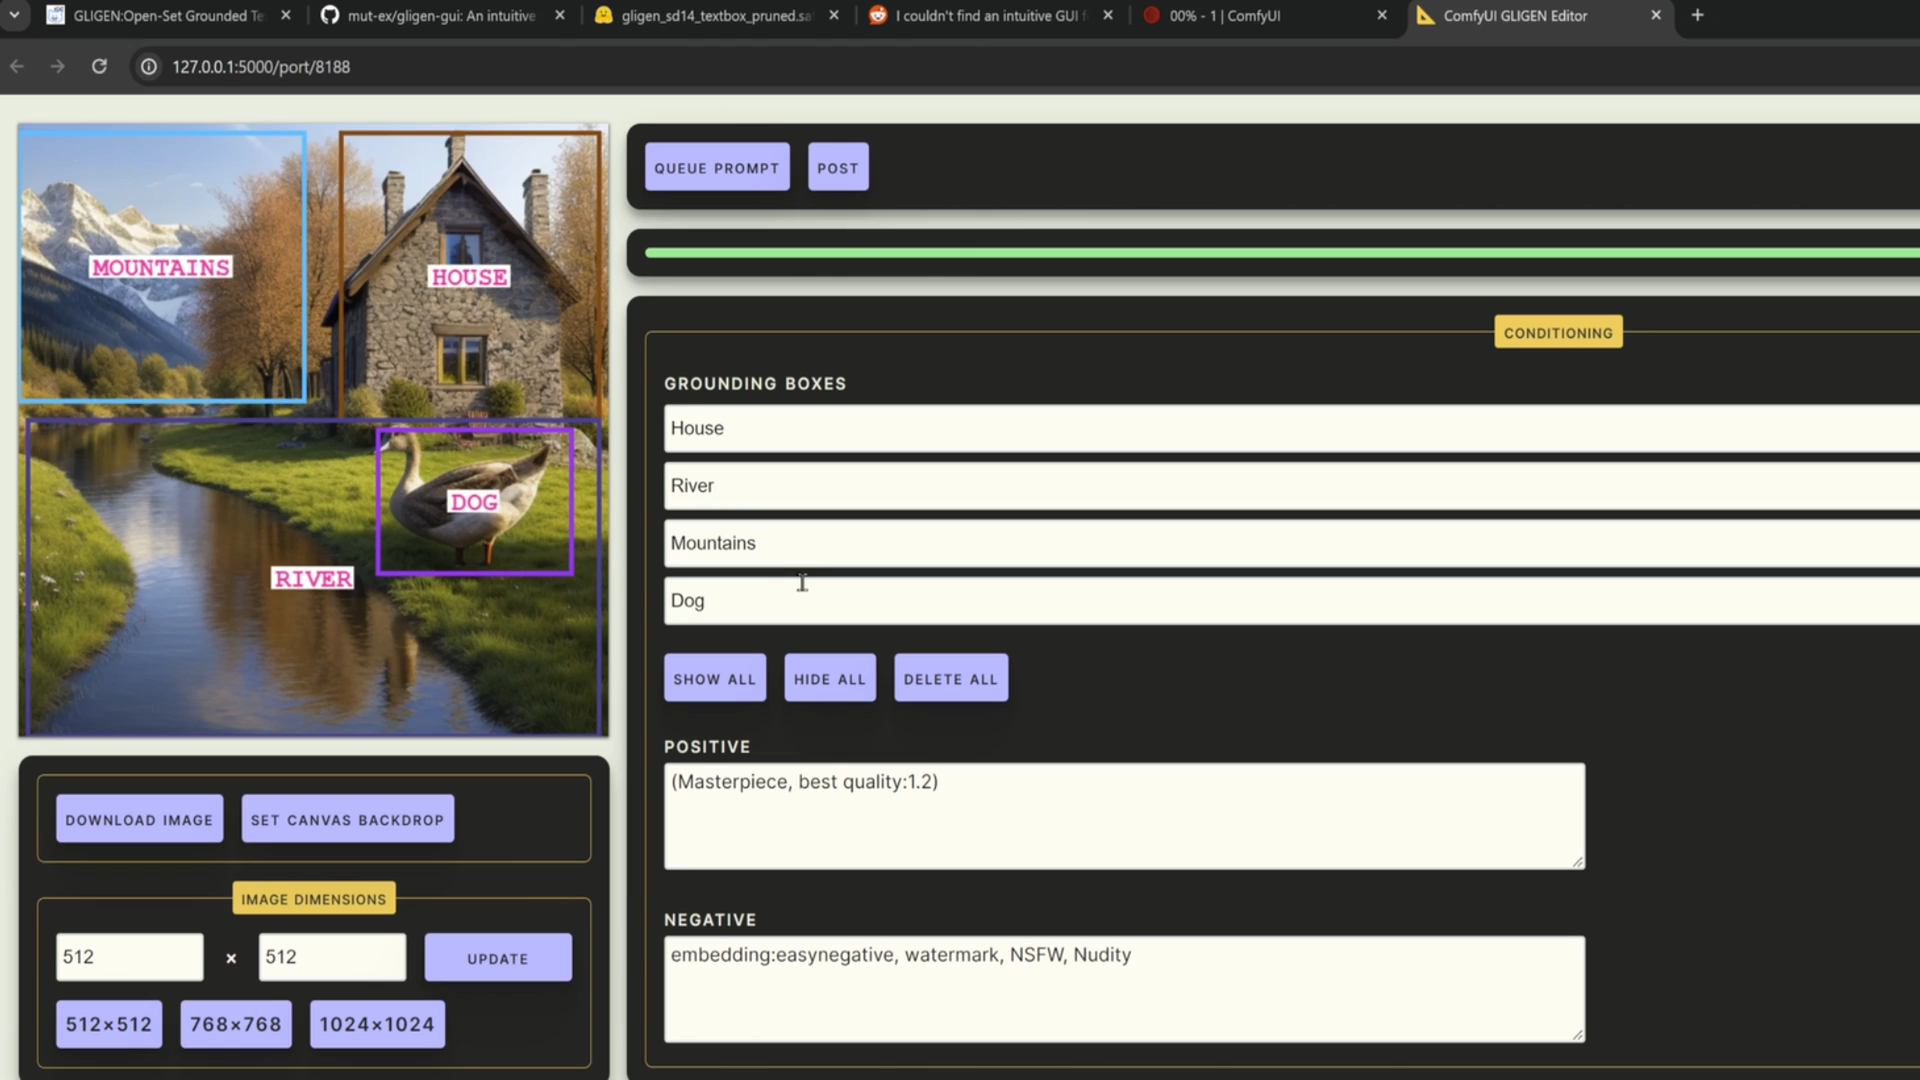 GLIGEN:Open-Set Grounded Te
mut-ex/gligen-gui: An intuitive
gligen_sd14_textbox_pruned.sa
I couldn't find an intuitive GUI f
00% - 1 | ComfyUI
ComfyUI GLIGEN Editor
127.0.0.1:5000/port/8188
MOUNTAINS
HOUSE
DOG
RIVER
DOWNLOAD IMAGE
SET CANVAS BACKDROP
IMAGE DIMENSIONS
512 × 512
UPDATE
512×512
768×768
1024×1024
QUEUE PROMPT
POST
CONDITIONING
GROUNDING BOXES
House
River
Mountains
Dog
SHOW ALL
HIDE ALL
DELETE ALL
POSITIVE
(Masterpiece, best quality:1.2)
NEGATIVE
embedding:easynegative, watermark, NSFW, Nudity